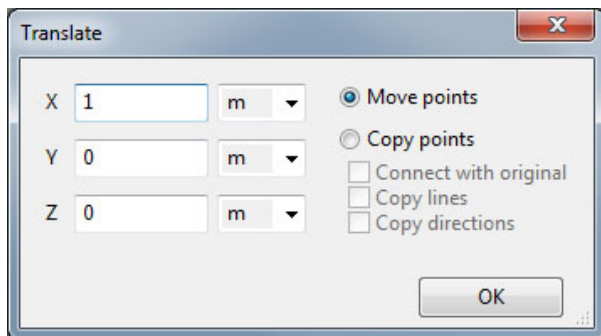 Translate
X 1 m Move points
Copy points
Y 0 m Connect with original
Copy lines
Z 0 m Copy directions
OK